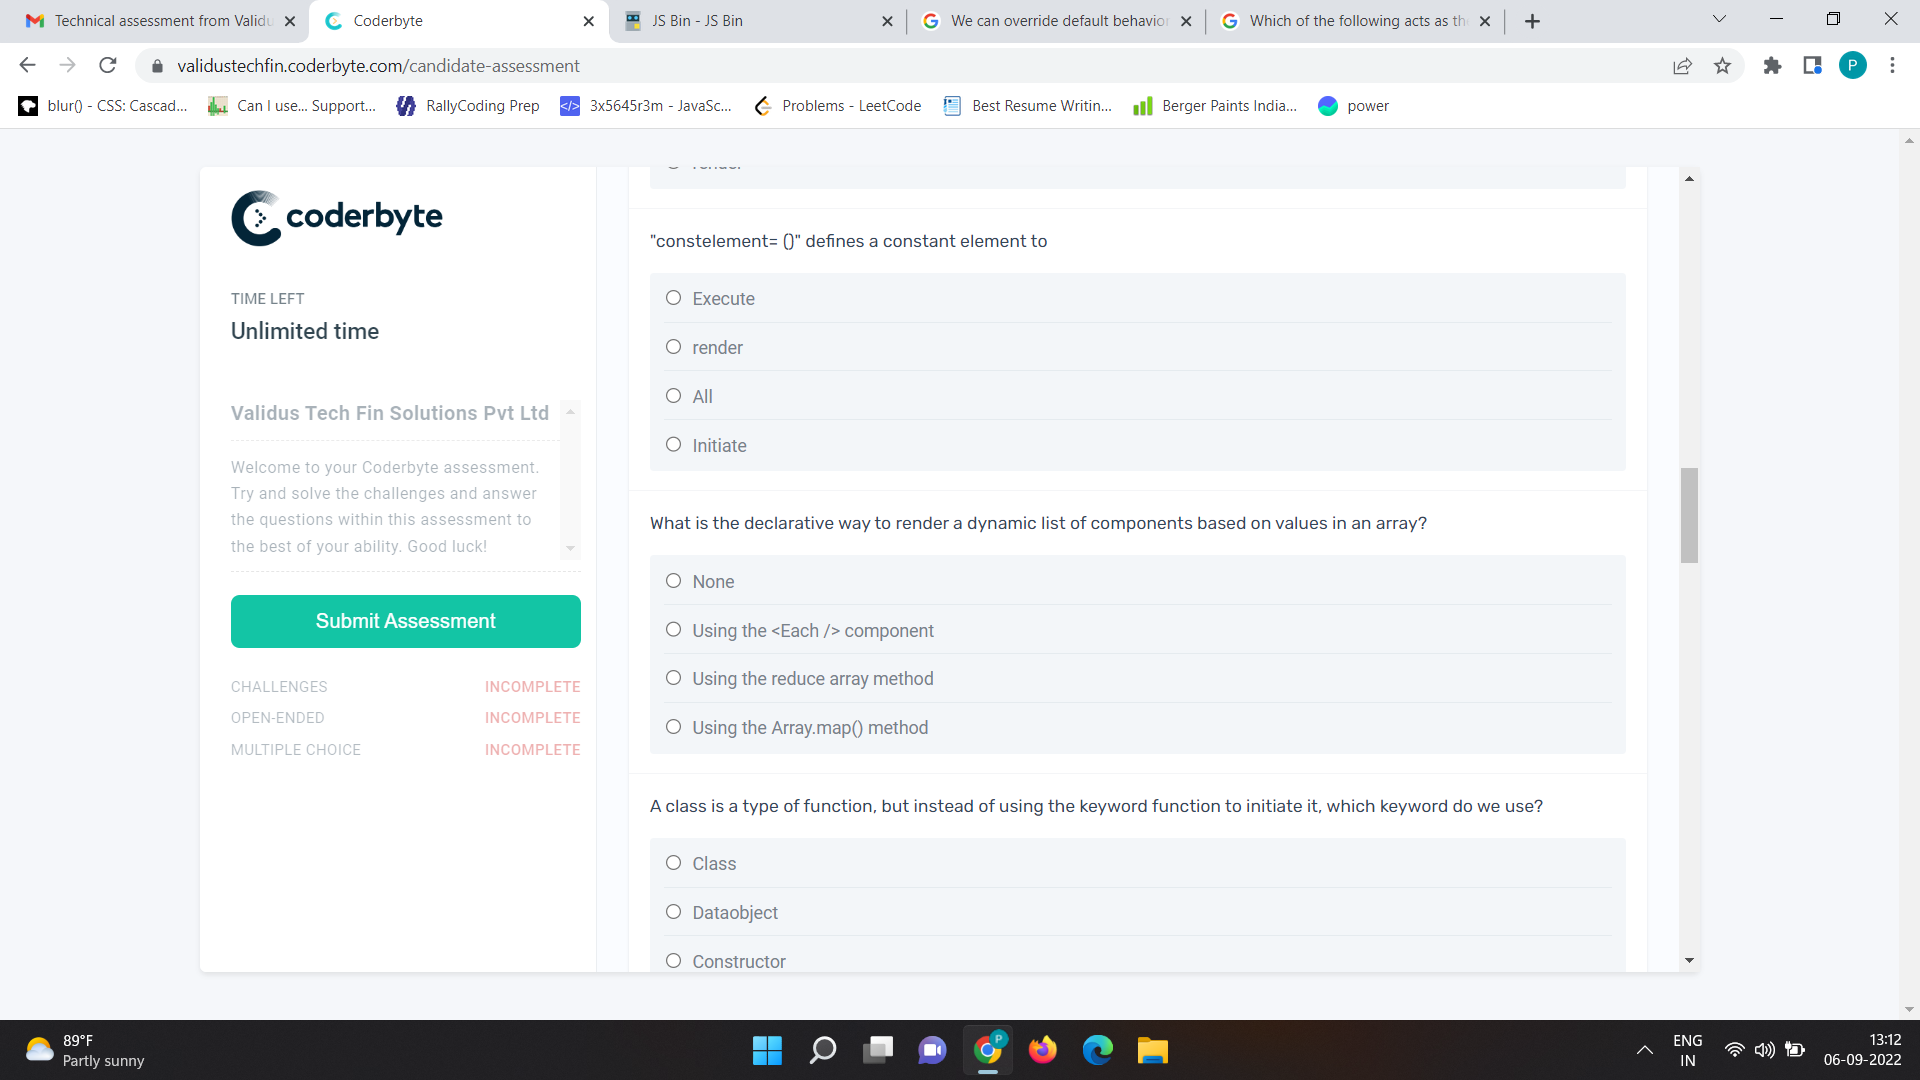 Technical assessment from Validu
Coderbyte
JS Bin - JS Bin
We can override default behavior
Which of the following acts as the
validustechfin.coderbyte.com/candidate-assessment
P
blur() - CSS: Cascad...
Can I use... Support...
RallyCoding Prep
3x5645r3m - JavaSc...
Problems - LeetCode
Best Resume Writin...
Berger Paints India...
power
coderbyte
TIME LEFT
Unlimited time
Validus Tech Fin Solutions Pvt Ltd
Welcome to your Coderbyte assessment.
Try and solve the challenges and answer
the questions within this assessment to
the best of your ability. Good luck!
Submit Assessment
CHALLENGES INCOMPLETE
OPEN-ENDED INCOMPLETE
MULTIPLE CHOICE INCOMPLETE
render
"constelement= ()" defines a constant element to
Execute
render
All
Initiate
What is the declarative way to render a dynamic list of components based on values in an array?
None
Using the <Each /> component
Using the reduce array method
Using the Array.map() method
A class is a type of function, but instead of using the keyword function to initiate it, which keyword do we use?
Class
Dataobject
Constructor
89°F
Partly sunny
P
ENG
IN
13:12
06-09-2022